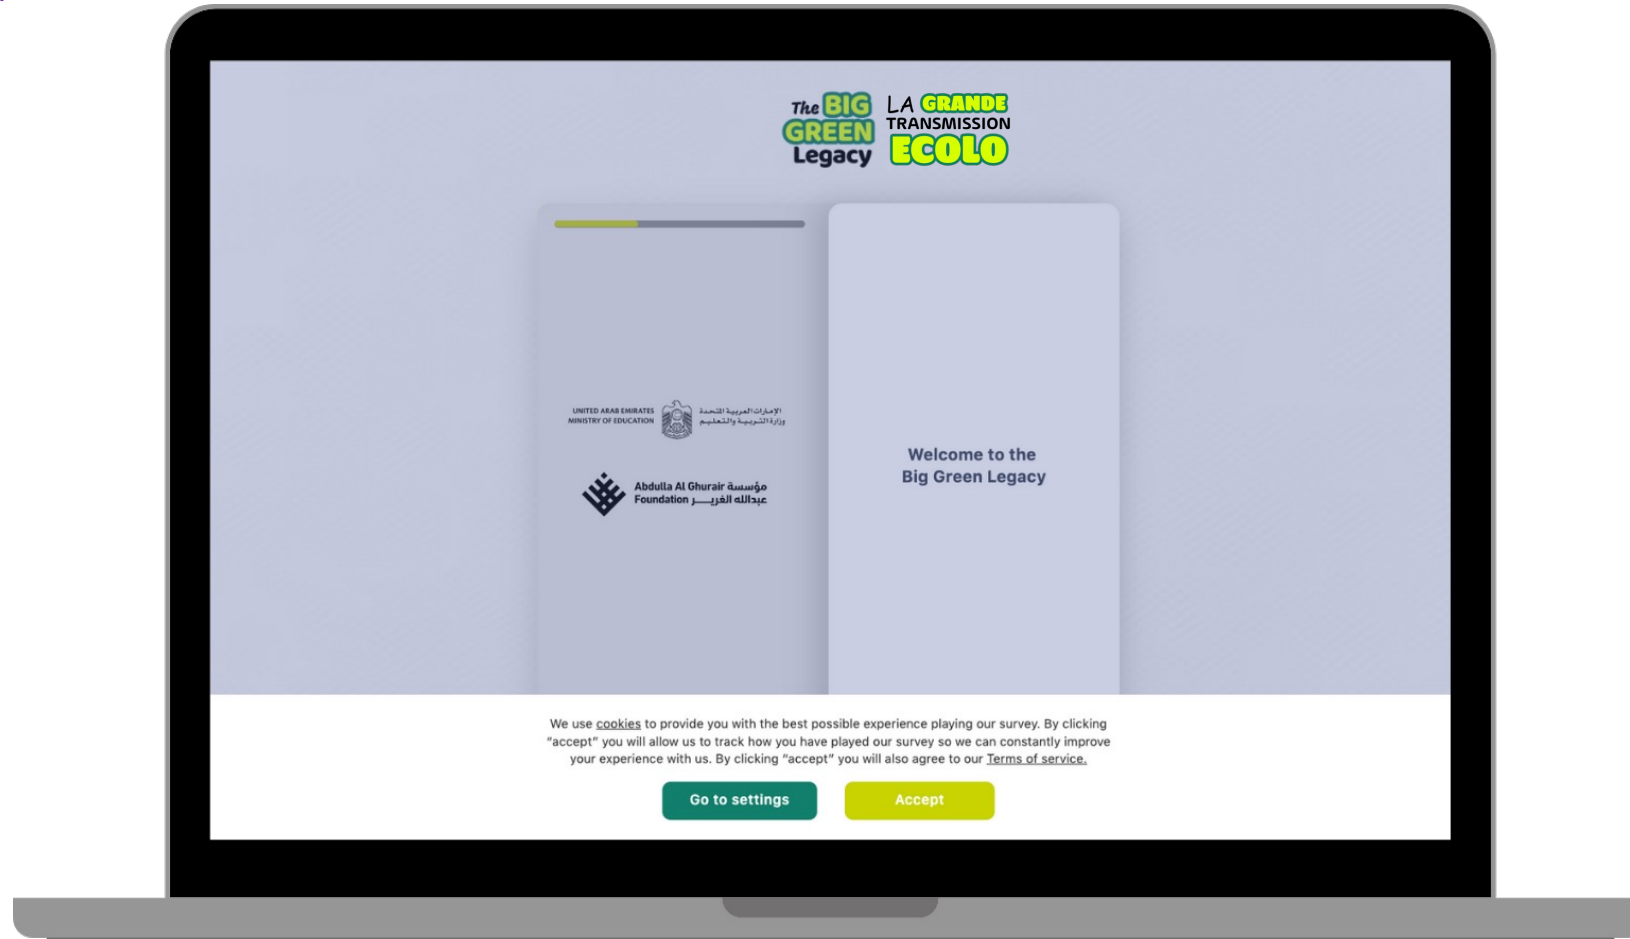 The BIG
GREEN
Legacy
LA GRANDE
TRANSMISSION
ECOLO
UNITED ARAB EMIRATES
MINISTRY OF EDUCATION
الإمارات العربية المتحدة
وزارة التربية والتعليم
Abdulla Al Ghurair مؤسسة
Foundation عبدالله الغرير
Welcome to the
Big Green Legacy
We use cookies to provide you with the best possible experience playing our survey. By clicking
“accept” you will allow us to track how you have played our survey so we can constantly improve
your experience with us. By clicking “accept” you will also agree to our Terms of service.
Go to settings
Accept